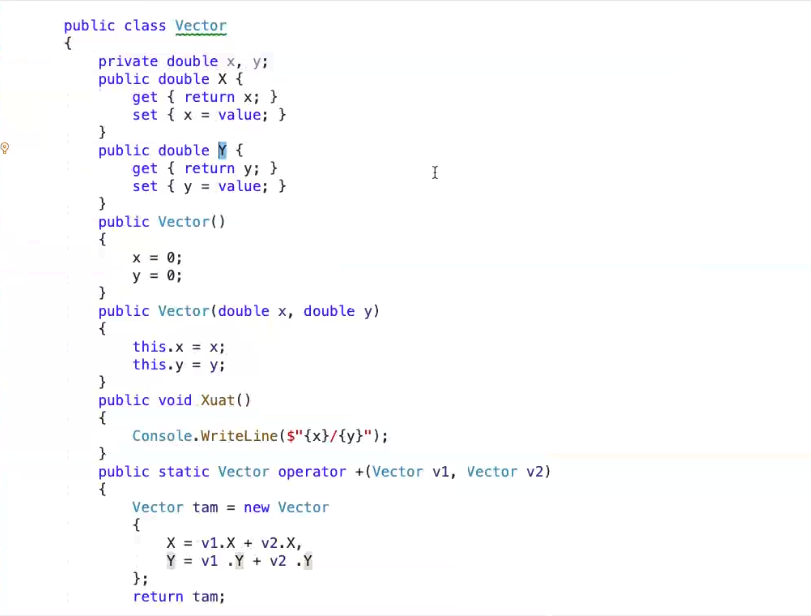 public class Vector
{
private double x, y;
public double X {
get { return x; }
set { x = value; }
}
public double Y {
get { return y; }
set { y = value; }
}
public Vector()
{
x = 0;
y = 0;
}
public Vector(double x, double y)
{
this.x = x;
this.y = y;
}
public void Xuat()
{
Console.WriteLine($"{x}/{y}");
}
public static Vector operator +(Vector v1, Vector v2)
{
Vector tam = new Vector
{
X = v1.X + v2.X,
Y = v1 .Y + v2 .Y
};
return tam;